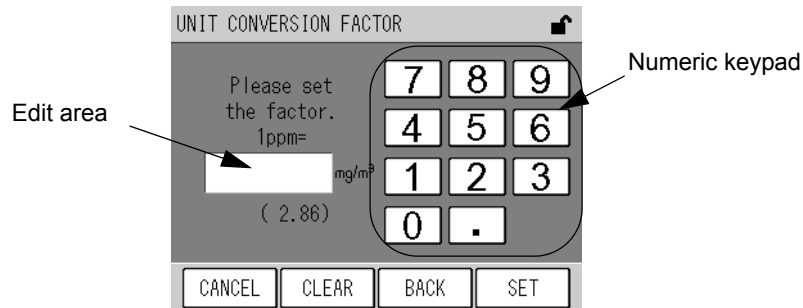 UNIT CONVERSION FACTOR
Numeric keypad
Edit area
Please set
the factor.
1ppm=
mg/m³
( 2.86)
7 8 9
4 5 6
1 2 3
0 .
CANCEL CLEAR BACK SET